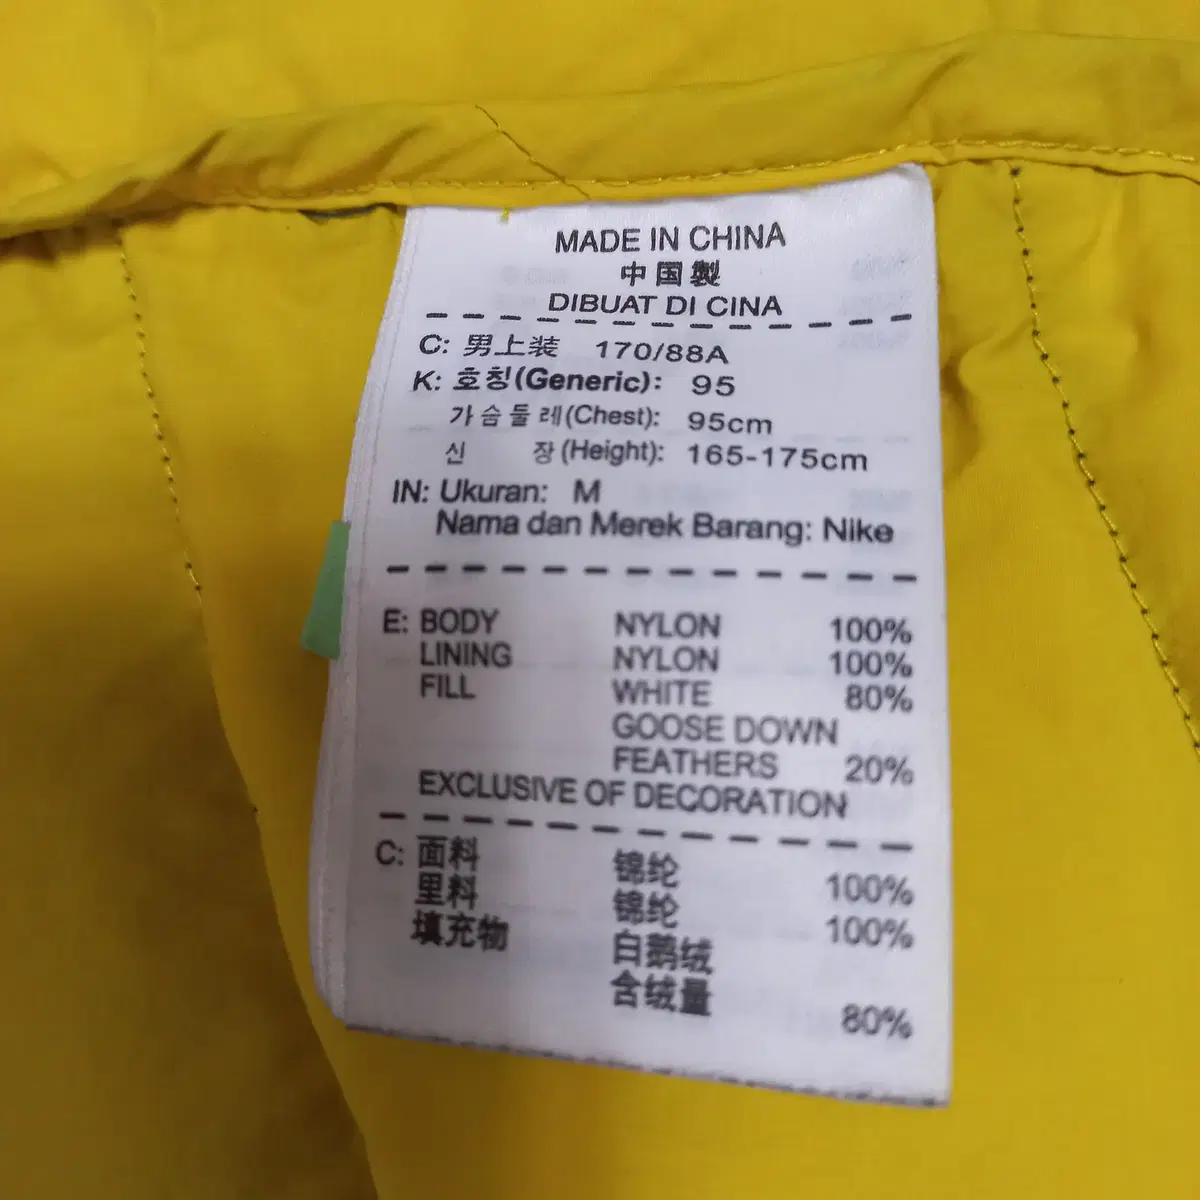 MADE IN CHINA
中国製
DIBUAT DI CINA
C: 男上装 170/88A
K: 호칭(Generic): 95
가슴둘레(Chest): 95cm
신 장(Height): 165-175cm
IN: Ukuran: M
Nama dan Merek Barang: Nike
E: BODY NYLON 100%
LINING NYLON 100%
FILL WHITE 80%
GOOSE DOWN
FEATHERS 20%
EXCLUSIVE OF DECORATION
C: 面料 锦纶 100%
里料 锦纶 100%
填充物 白鹅绒
含绒量 80%